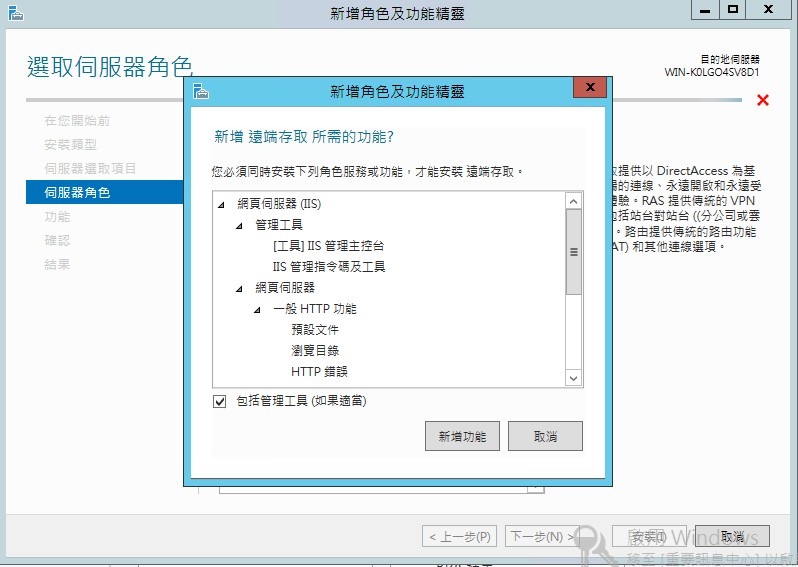 新增角色及功能精靈
選取伺服器角色
目的地伺服器
WIN-K0LGO4SV8D1
在您開始前
安裝類型
伺服器選取項目
伺服器角色
功能
確認
結果
提供以 DirectAccess 為基
的連線、永遠開啟和永遠受
體驗。RAS 提供傳統的 VPN
包括站台對站台 ((分公司或雲
。路由提供傳統的路由功能
AT) 和其他連線選項。
新增角色及功能精靈
新增 遠端存取 所需的功能?
您必須同時安裝下列角色服務或功能，才能安裝 遠端存取。
網頁伺服器 (IIS)
管理工具
[工具] IIS 管理主控台
IIS 管理指令碼及工具
網頁伺服器
一般 HTTP 功能
預設文件
瀏覽目錄
HTTP 錯誤
包括管理工具 (如果適當)
新增功能
取消
< 上一步(P)
下一步(N) >
安裝(I)
取消
啟用 Windows
移至 [重要訊息中心] 以啟